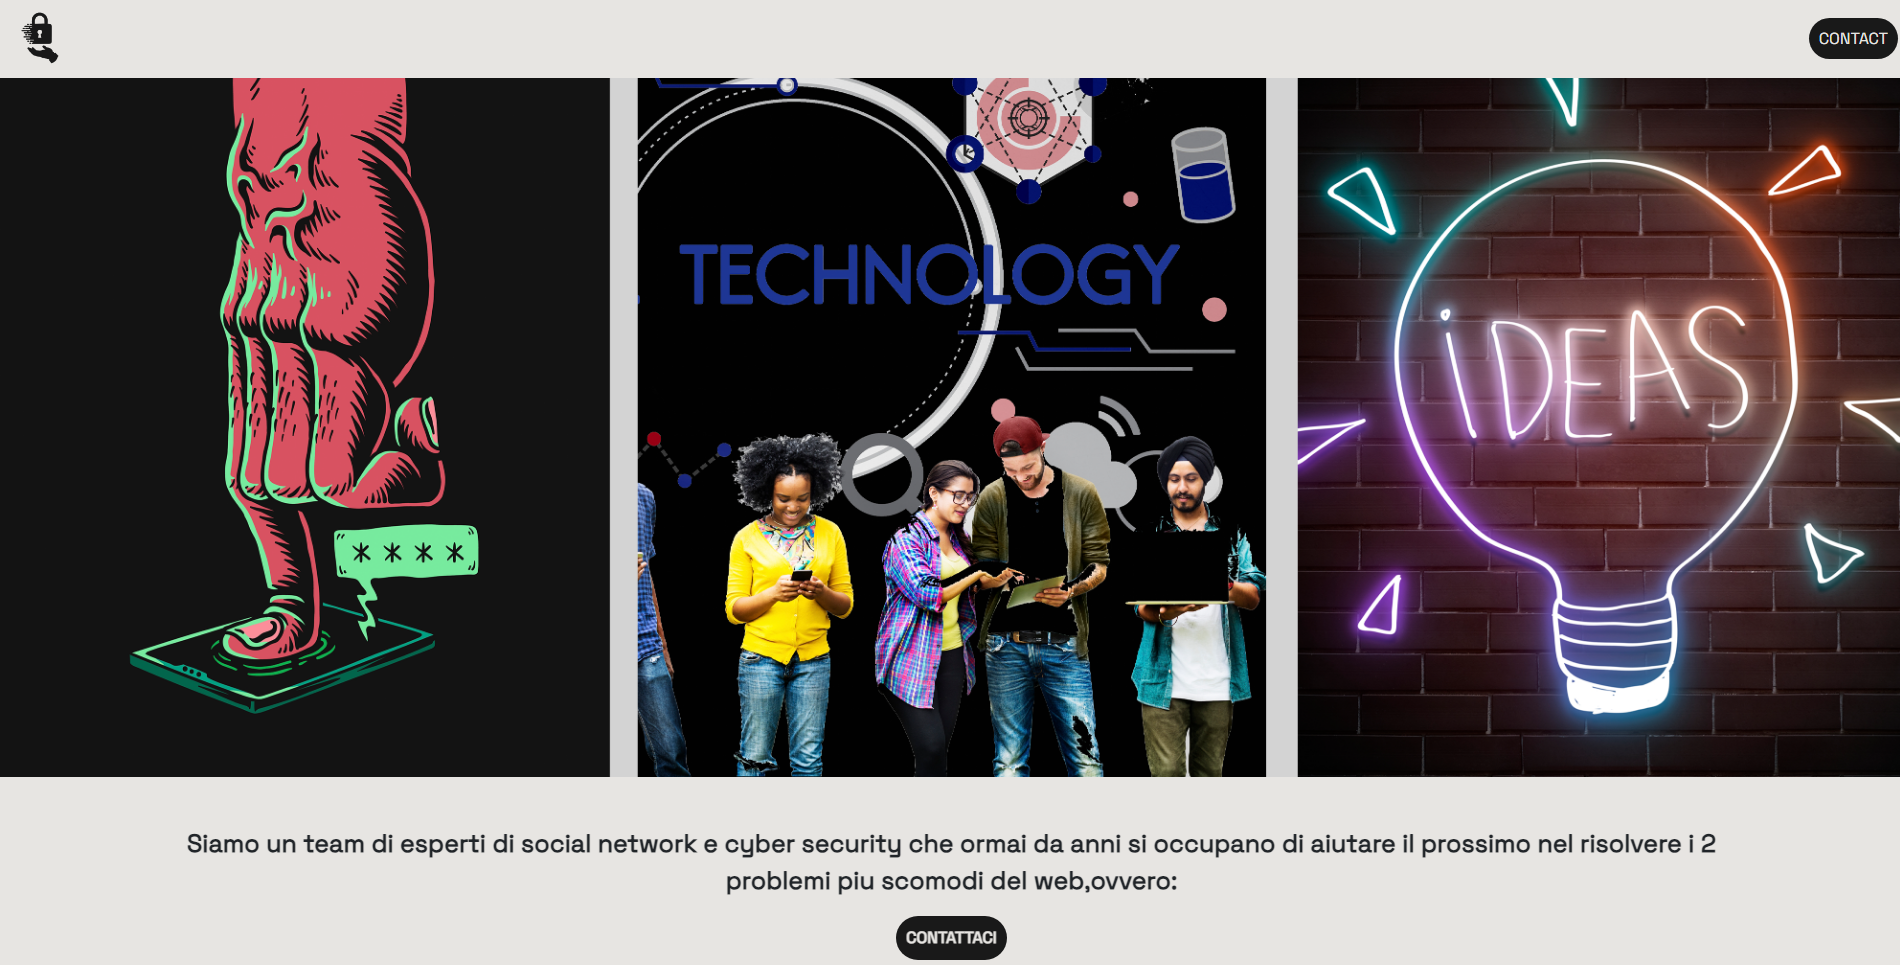 CONTACT
TECHNOLOGY
iDEAS
****
Siamo un team di esperti di social network e cyber security che ormai da anni si occupano di aiutare il prossimo nel risolvere i 2
problemi piu scomodi del web,ovvero:
CONTATTACI